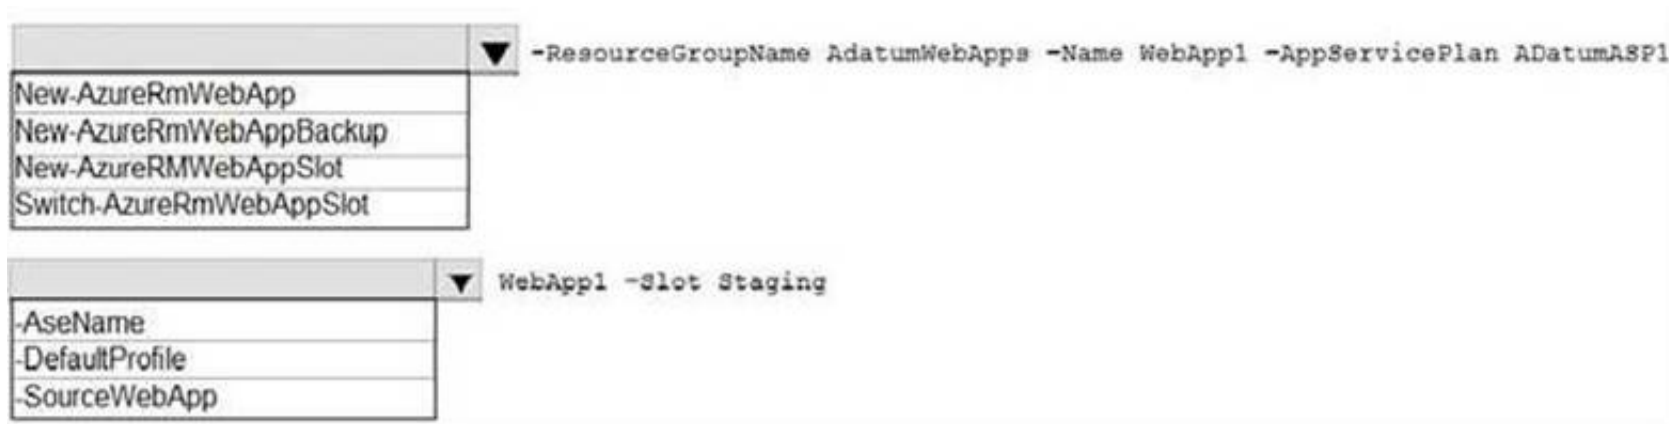 -ResourceGroupName AdatumWebApps -Name WebApp1 -AppServicePlan ADatumASP1
New-AzureRmWebApp
New-AzureRmWebAppBackup
New-AzureRMWebAppSlot
Switch-AzureRmWebAppSlot
WebApp1 -Slot Staging
-AseName
-DefaultProfile
-SourceWebApp